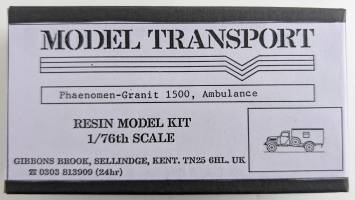 MODEL TRANSPORT
Phaenomen-Granit 1500, Ambulance
RESIN MODEL KIT
1/76th SCALE
GIBBONS BROOK, SELLINDGE, KENT. TN25 6HL. UK
☎ 0303 813909 (24hr)